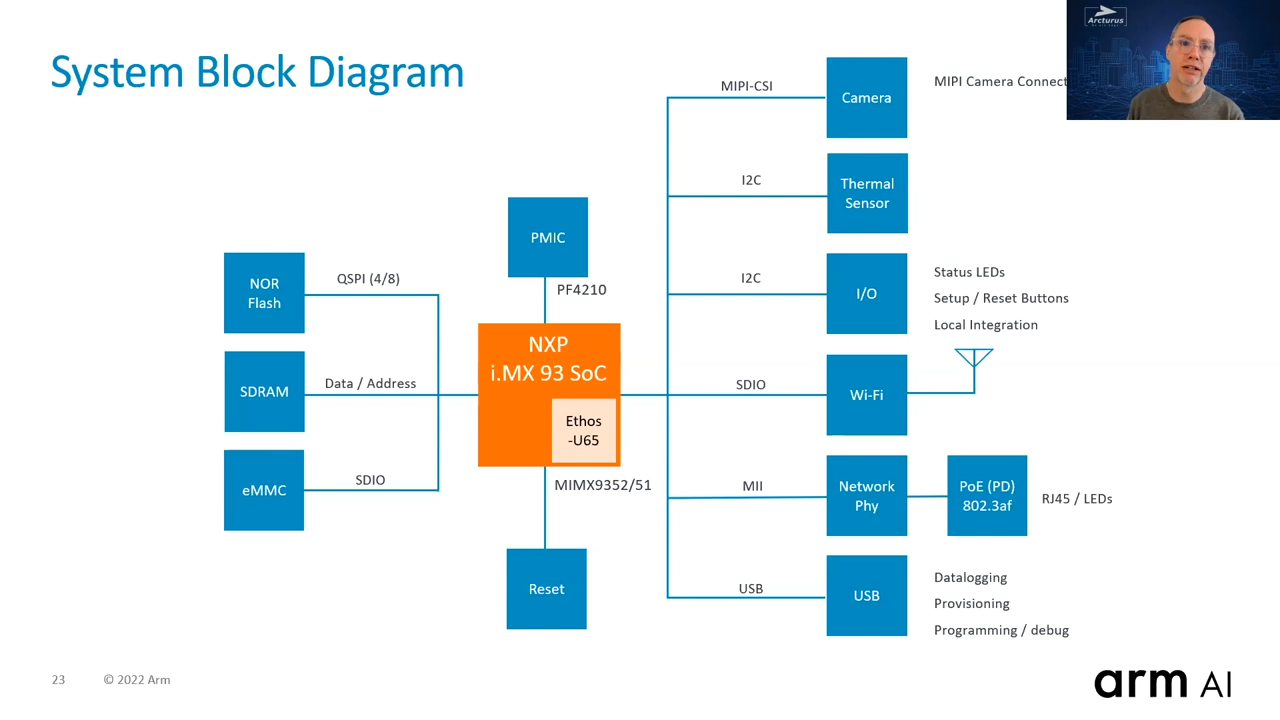 System Block Diagram
Arcturus
MIPI-CSI
Camera
MIPI Camera Connect
I2C
Thermal
Sensor
PMIC
PF4210
I2C
I/O
Status LEDs
Setup / Reset Buttons
Local Integration
NOR
Flash
QSPI (4/8)
SDRAM
Data / Address
eMMC
SDIO
NXP
i.MX 93 SoC
Ethos
-U65
MIMX9352/51
Reset
SDIO
Wi-Fi
MII
Network
Phy
PoE (PD)
802.3af
RJ45 / LEDs
USB
USB
Datalogging
Provisioning
Programming / debug
23
© 2022 Arm
arm AI